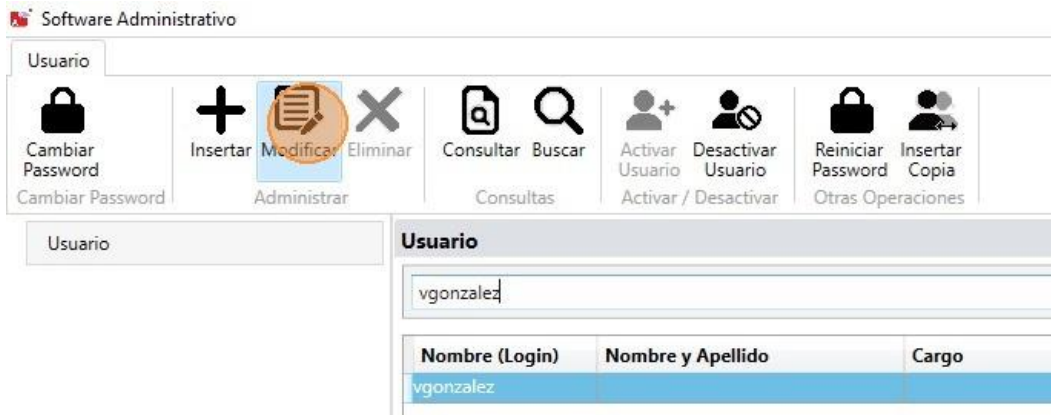 Software Administrativo
Usuario
Cambiar Password
Insertar Modificar Eliminar
Consultar Buscar
Activar Usuario
Desactivar Usuario
Reiniciar Password
Insertar Copia
Cambiar Password
Administrar
Consultas
Activar / Desactivar
Otras Operaciones
Usuario
Usuario
vgonzalez
Nombre (Login) Nombre y Apellido Cargo
vgonzalez